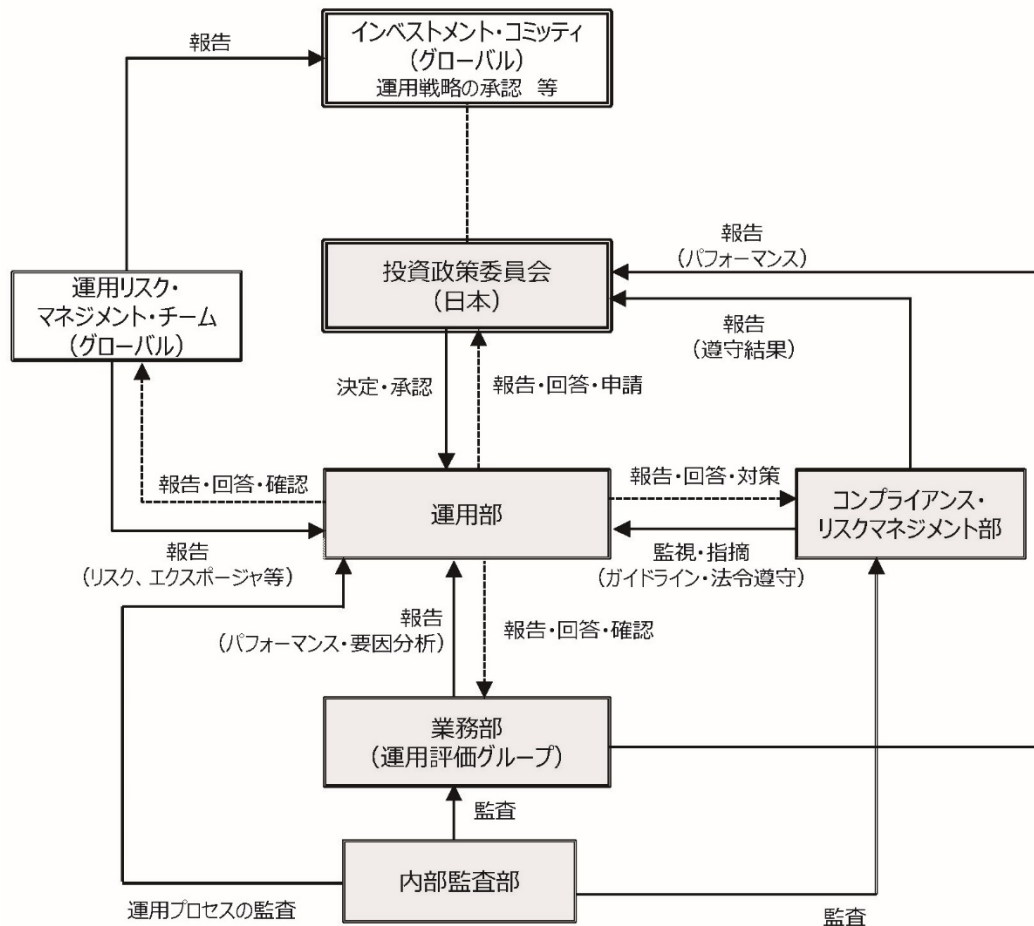 報告
インベストメント・コミッティ
(グローバル)
運用戦略の承認 等
報告
(パフォーマンス)
投資政策委員会
(日本)
運用リスク・
マネジメント・チーム
(グローバル)
報告
(遵守結果)
決定・承認
報告・回答・申請
報告・回答・確認
運用部
報告・回答・対策
コンプライアンス・
リスクマネジメント部
監視・指摘
(ガイドライン・法令遵守)
報告
(リスク、エクスポージャ等)
報告
(パフォーマンス・要因分析)
報告・回答・確認
業務部
(運用評価グループ)
監査
内部監査部
運用プロセスの監査
監査